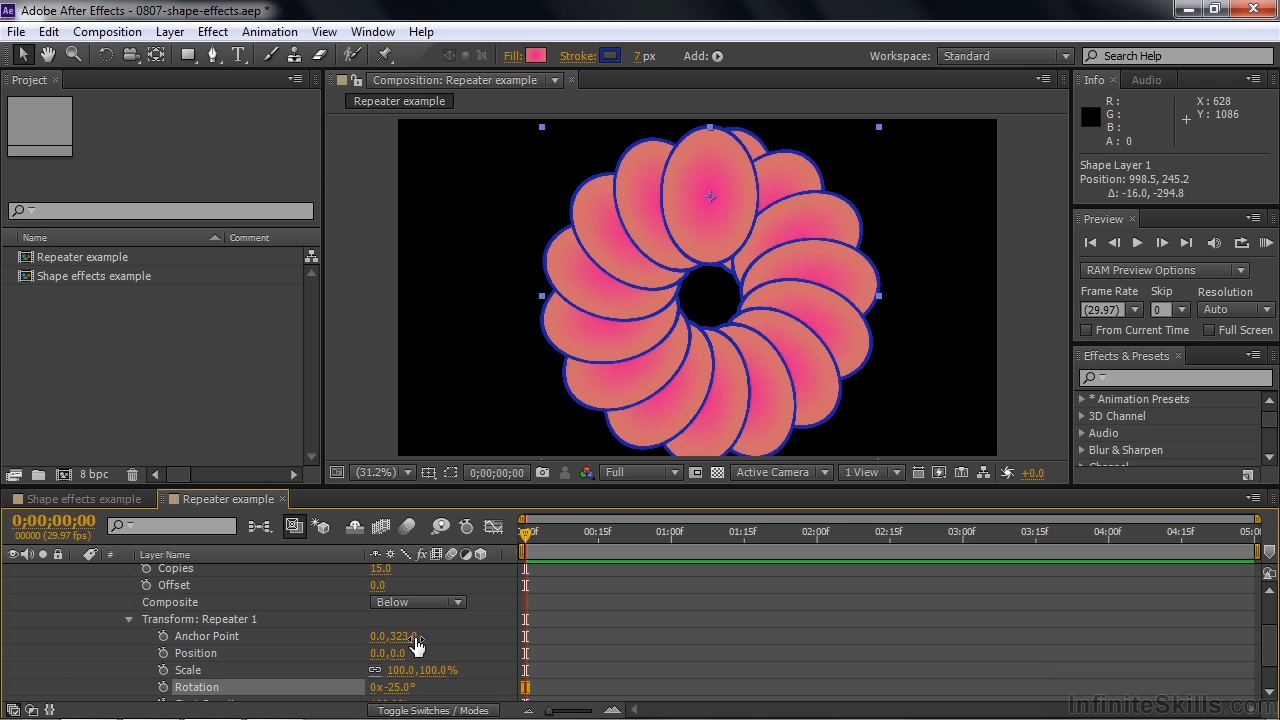 Ae Adobe After Effects - 0807-shape-effects.aep *
File Edit Composition Layer Effect Animation View Window Help
Fill: Stroke: 7 px Add: Workspace: Standard Search Help
Project
Composition: Repeater example
Info Audio
Repeater example
R :
G :
B :
A : 0
X : 628
Y : 1086
Shape Layer 1
Position: 998.5, 245.2
Δ: -16.0, -294.8
Preview
Name Comment
Repeater example
Shape effects example
RAM Preview Options
Frame Rate Skip Resolution
(29.97) 0 Auto
From Current Time Full Screen
Effects & Presets
* Animation Presets
3D Channel
Audio
Blur & Sharpen
8 bpc
(31.2%) 0;00;00;00 Full Active Camera 1 View +0.0
Shape effects example Repeater example
0;00;00;00
00000 (29.97 fps)
:00f 00:15f 01:00f 01:15f 02:00f 02:15f 03:00f 03:15f 04:00f 04:15f 05:00
# Layer Name fx
Copies 15.0
Offset 0.0
Composite Below
Transform: Repeater 1
Anchor Point 0.0,323.0
Position 0.0,0.0
Scale 100.0,100.0%
Rotation 0x-25.0°
Toggle Switches / Modes
InfiniteSkills.com